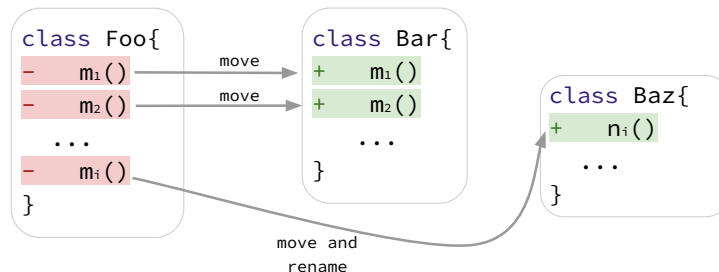 class Foo{
- m₁()
- m₂()
...
- mᵢ()
}
move
move
class Bar{
+ m₁()
+ m₂()
...
}
class Baz{
+ nᵢ()
...
}
move and
rename